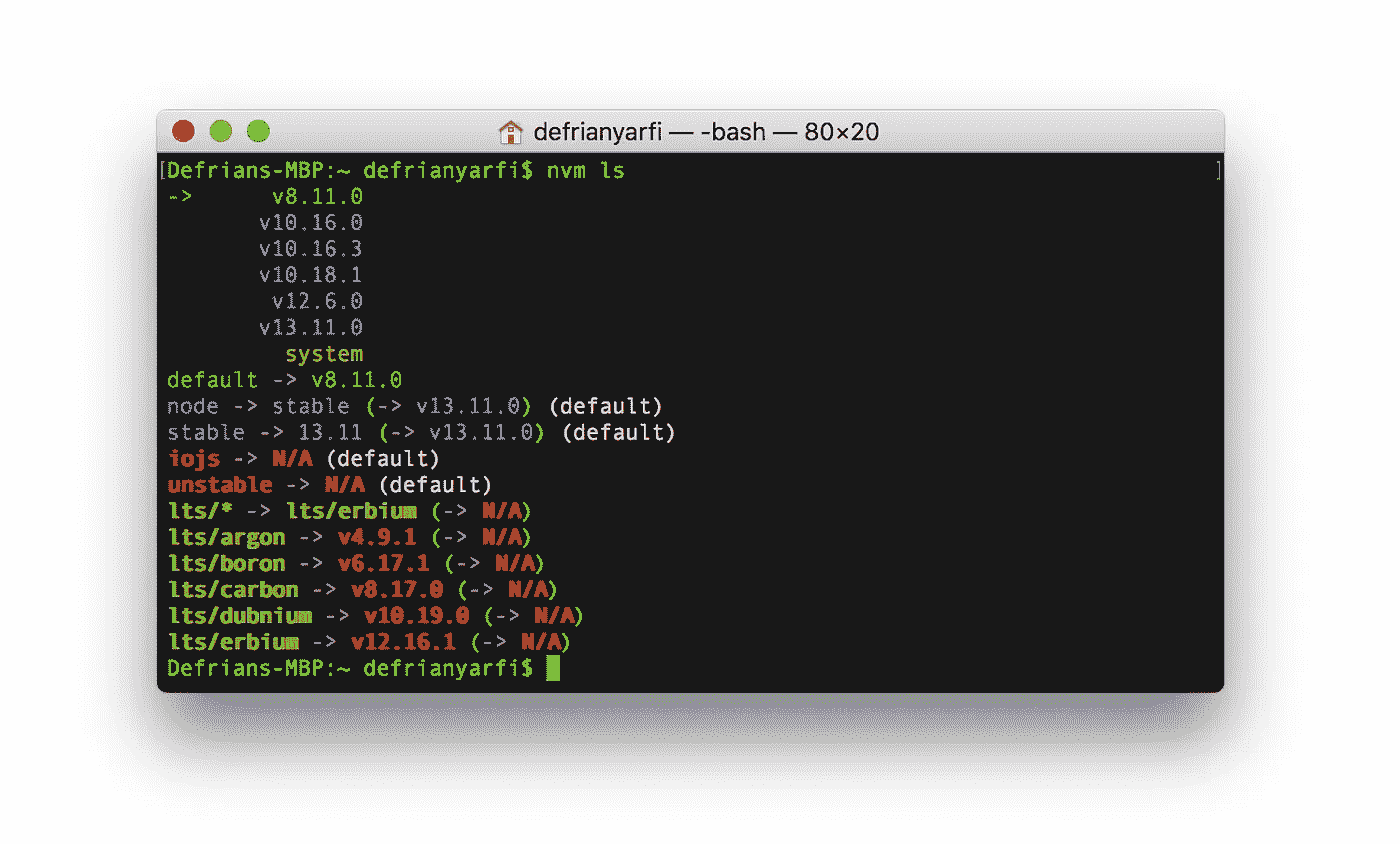 defrianyarfi — -bash — 80×20
[Defrians-MBP:~ defrianyarfi$ nvm ls ]
->       v8.11.0
       v10.16.0
       v10.16.3
       v10.18.1
        v12.6.0
       v13.11.0
         system
default -> v8.11.0
node -> stable (-> v13.11.0) (default)
stable -> 13.11 (-> v13.11.0) (default)
iojs -> N/A (default)
unstable -> N/A (default)
lts/* -> lts/erbium (-> N/A)
lts/argon -> v4.9.1 (-> N/A)
lts/boron -> v6.17.1 (-> N/A)
lts/carbon -> v8.17.0 (-> N/A)
lts/dubnium -> v10.19.0 (-> N/A)
lts/erbium -> v12.16.1 (-> N/A)
Defrians-MBP:~ defrianyarfi$